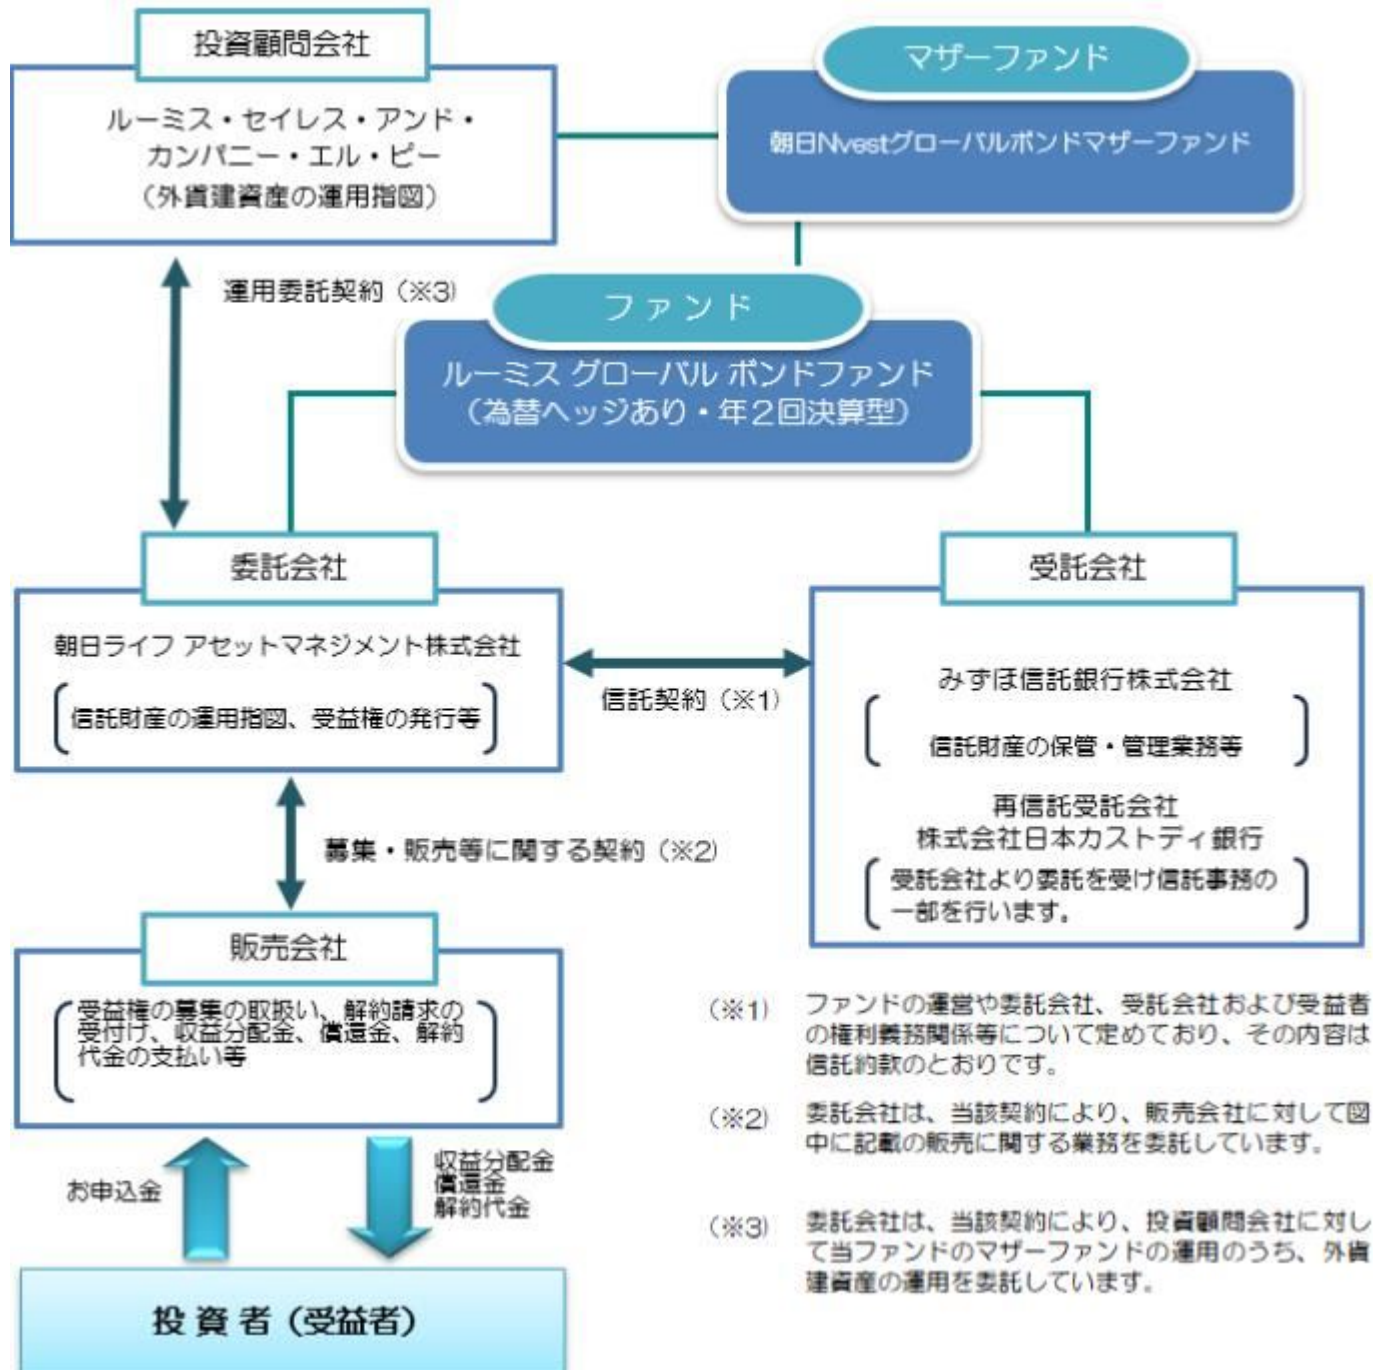 投資顧問会社
ルーミス・セイレス・アンド・
カンパニー・エル・ピー
（外貨建資産の運用指図）
マザーファンド
朝日Nvestグローバルボンドマザーファンド
運用委託契約（※3）
ファンド
ルーミス グローバル ボンドファンド
（為替ヘッジあり・年２回決算型）
委託会社
朝日ライフ アセットマネジメント株式会社
信託財産の運用指図、受益権の発行等
信託契約（※1）
受託会社
みずほ信託銀行株式会社
信託財産の保管・管理業務等
再信託受託会社
株式会社日本カストディ銀行
受託会社より委託を受け信託事務の
一部を行います。
募集・販売等に関する契約（※2）
販売会社
受益権の募集の取扱い、解約請求の
受付け、収益分配金、償還金、解約
代金の支払い等
お申込金
収益分配金
償還金
解約代金
投 資 者（受益者）
（※1） ファンドの運営や委託会社、受託会社および受益者
の権利義務関係等について定めており、その内容は
信託約款のとおりです。
（※2） 委託会社は、当該契約により、販売会社に対して図
中に記載の販売に関する業務を委託しています。
（※3） 委託会社は、当該契約により、投資顧問会社に対し
て当ファンドのマザーファンドの運用のうち、外貨
建資産の運用を委託しています。